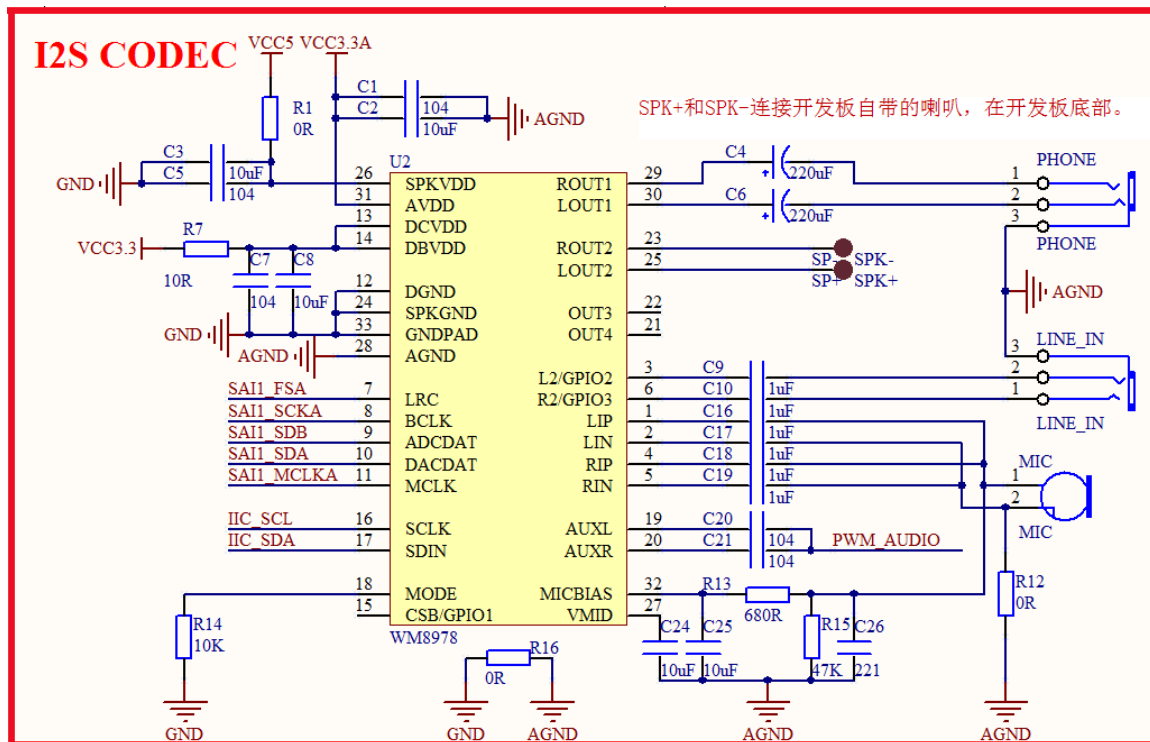 I2S CODEC
VCC5 VCC3.3A
C1
C2
104
10uF
AGND
R1
0R
SPK+和SPK-连接开发板自带的喇叭，在开发板底部。
C3
C5
10uF
104
GND
U2
26 SPKVDD
31 AVDD
13 DCVDD
14 DBVDD
12 DGND
24 SPKGND
33 GNDPAD
28 AGND
7 LRC
8 BCLK
9 ADCDAT
10 DACDAT
11 MCLK
16 SCLK
17 SDIN
18 MODE
15 CSB/GPIO1
WM8978
ROUT1 29
LOUT1 30
ROUT2 23
LOUT2 25
OUT3 22
OUT4 21
L2/GPIO2 3
R2/GPIO3 6
LIP 1
LIN 2
RIP 4
RIN 5
AUXL 19
AUXR 20
MICBIAS 32
VMID 27
VCC3.3
R7
10R
C7
104
C8
10uF
GND
AGND
SAI1_FSA
SAI1_SCKA
SAI1_SDB
SAI1_SDA
SAI1_MCLKA
IIC_SCL
IIC_SDA
R14
10K
GND
R16
0R
GND
AGND
C4
+
220uF
C6
+
220uF
PHONE
1
2
3
PHONE
SP- SPK-
SP+ SPK+
AGND
LINE_IN
3
2
1
LINE_IN
C9
1uF
C10
1uF
C16
1uF
C17
1uF
C18
1uF
C19
1uF
MIC
1
2
MIC
C20
104
C21
104
PWM_AUDIO
R13
680R
R15
47K
C24
10uF
C25
10uF
C26
221
AGND
R12
0R
AGND